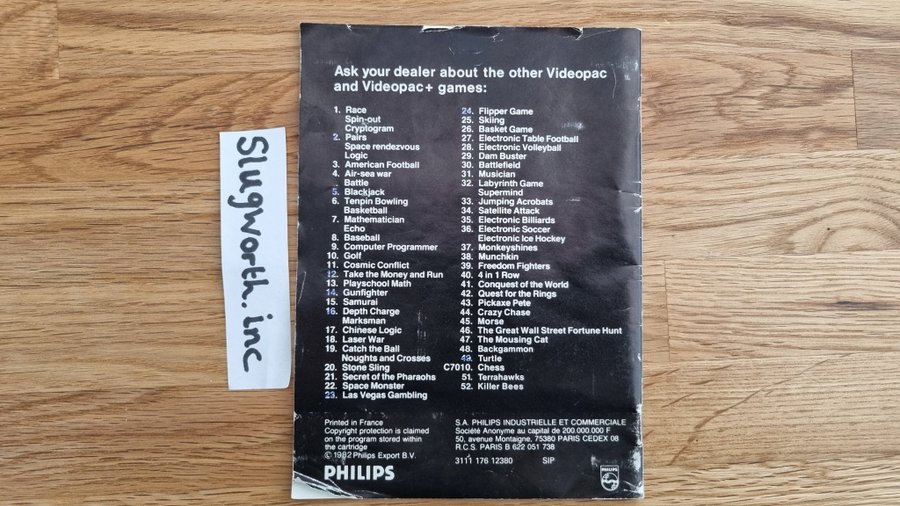 Slugworth.inc
Ask your dealer about the other Videopac
and Videopac+ games:
1. Race
Spin-out
Cryptogram
2. Pairs
Space rendezvous
Logic
3. American Football
4. Air-sea war
Battle
5. Blackjack
6. Tenpin Bowling
Basketball
7. Mathematician
Echo
8. Baseball
9. Computer Programmer
10. Golf
11. Cosmic Conflict
12. Take the Money and Run
13. Playschool Math
14. Gunfighter
15. Samurai
16. Depth Charge
Marksman
17. Chinese Logic
18. Laser War
19. Catch the Ball
Noughts and Crosses
20. Stone Sling
21. Secret of the Pharaohs
22. Space Monster
23. Las Vegas Gambling
24. Flipper Game
25. Skiing
26. Basket Game
27. Electronic Table Football
28. Electronic Volleyball
29. Dam Buster
30. Battlefield
31. Musician
32. Labyrinth Game
Supermind
33. Jumping Acrobats
34. Satellite Attack
35. Electronic Billiards
36. Electronic Soccer
Electronic Ice Hockey
37. Monkeyshines
38. Munchkin
39. Freedom Fighters
40. 4 in 1 Row
41. Conquest of the World
42. Quest for the Rings
43. Pickaxe Pete
44. Crazy Chase
45. Morse
46. The Great Wall Street Fortune Hunt
47. The Mousing Cat
48. Backgammon
49. Turtle
C7010. Chess
51. Terrahawks
52. Killer Bees
Printed in France
Copyright protection is claimed
on the program stored within
the cartridge
© 1982 Philips Export B.V.
PHILIPS
S.A. PHILIPS INDUSTRIELLE ET COMMERCIALE
Société Anonyme au capital de 200.000.000 F
50, avenue Montaigne, 75380 PARIS CEDEX 08
R.C.S. PARIS B 622 051 738
3111 176 12380 SIP
PHILIPS